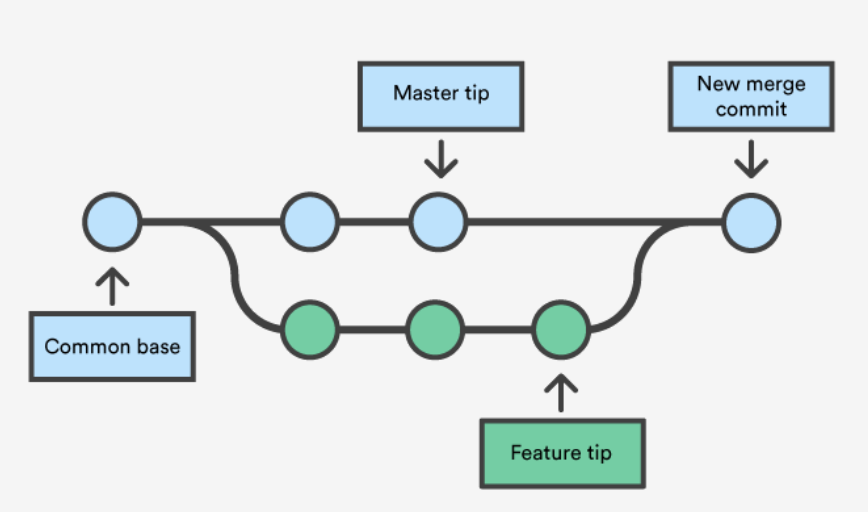 Master tip
New merge
commit
Common base
Feature tip